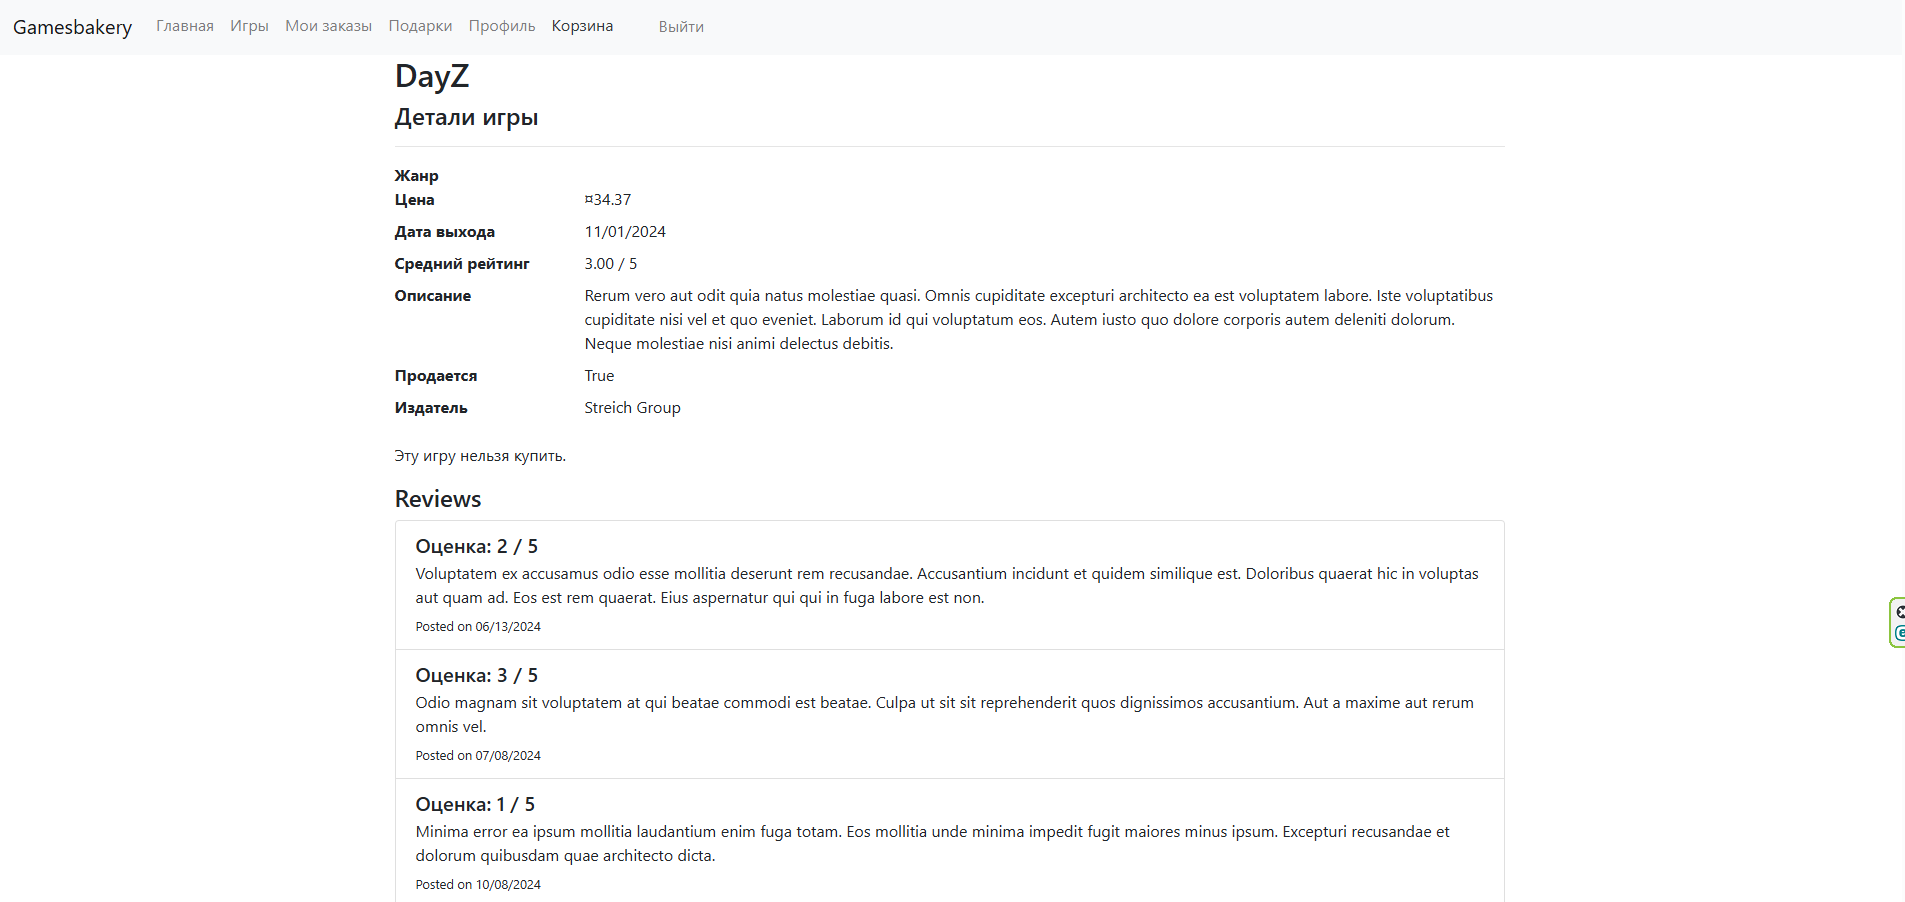 Gamesbakery Главная Игры Мои заказы Подарки Профиль Корзина Выйти
DayZ
Детали игры
Жанр
Цена ¤34.37
Дата выхода 11/01/2024
Средний рейтинг 3.00 / 5
Описание Rerum vero aut odit quia natus molestiae quasi. Omnis cupiditate excepturi architecto ea est voluptatem labore. Iste voluptatibus
cupiditate nisi vel et quo eveniet. Laborum id qui voluptatum eos. Autem iusto quo dolore corporis autem deleniti dolorum.
Neque molestiae nisi animi delectus debitis.
Продается True
Издатель Streich Group
Эту игру нельзя купить.
Reviews
Оценка: 2 / 5
Voluptatem ex accusamus odio esse mollitia deserunt rem recusandae. Accusantium incidunt et quidem similique est. Doloribus quaerat hic in voluptas
aut quam ad. Eos est rem quaerat. Eius aspernatur qui qui in fuga labore est non.
Posted on 06/13/2024
Оценка: 3 / 5
Odio magnam sit voluptatem at qui beatae commodi est beatae. Culpa ut sit sit reprehenderit quos dignissimos accusantium. Aut a maxime aut rerum
omnis vel.
Posted on 07/08/2024
Оценка: 1 / 5
Minima error ea ipsum mollitia laudantium enim fuga totam. Eos mollitia unde minima impedit fugit maiores minus ipsum. Excepturi recusandae et
dolorum quibusdam quae architecto dicta.
Posted on 10/08/2024